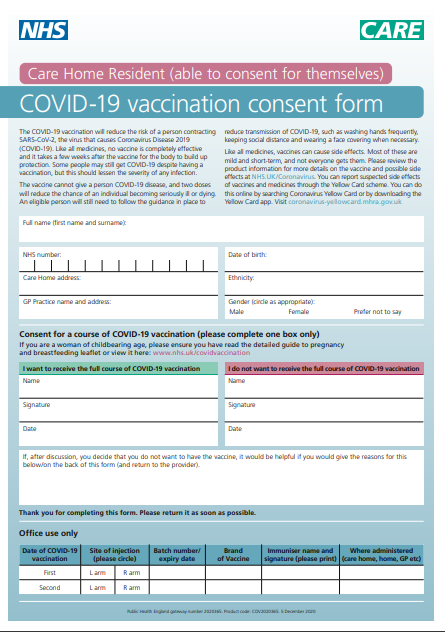 NHS
CARE
Care Home Resident (able to consent for themselves)
COVID-19 vaccination consent form
The COVID-19 vaccination will reduce the risk of a person contracting
SARS-CoV-2, the virus that causes Coronavirus Disease 2019
(COVID-19). Like all medicines, no vaccine is completely effective
and it takes a few weeks after the vaccine for the body to build up
protection. Some people may still get COVID-19 despite having a
vaccination, but this should lessen the severity of any infection.
The vaccine cannot give a person COVID-19 disease, and two doses
will reduce the chance of an individual becoming seriously ill or dying.
An eligible person will still need to follow the guidance in place to
reduce transmission of COVID-19, such as washing hands frequently,
keeping social distance and wearing a face covering when necessary.
Like all medicines, vaccines can cause side effects. Most of these are
mild and short-term, and not everyone gets them. Please review the
product information for more details on the vaccine and possible side
effects at NHS.UK/Coronavirus. You can report suspected side effects
of vaccines and medicines through the Yellow Card scheme. You can do
this online by searching Coronavirus Yellow Card or by downloading the
Yellow Card app. Visit coronavirus-yellowcard.mhra.gov.uk
Full name (first name and surname):
NHS number:
Date of birth:
Care Home address:
Ethnicity:
GP Practice name and address:
Gender (circle as appropriate):
Male Female Prefer not to say
Consent for a course of COVID-19 vaccination (please complete one box only)
If you are a woman of childbearing age, please ensure you have read the detailed guide to pregnancy
and breastfeeding leaflet or view it here: www.nhs.uk/covidvaccination
I want to receive the full course of COVID-19 vaccination
Name
Signature
Date
I do not want to receive the full course of COVID-19 vaccination
Name
Signature
Date
If, after discussion, you decide that you do not want to have the vaccine, it would be helpful if you would give the reasons for this
below/on the back of this form (and return to the provider).
Thank you for completing this form. Please return it as soon as possible.
Office use only
Date of COVID-19 vaccination
Site of injection (please circle)
Batch number/ expiry date
Brand of Vaccine
Immuniser name and signature (please print)
Where administered (care home, home, GP etc)
First L arm R arm
Second L arm R arm
Public Health England gateway number 2020365. Product code: COV2020365. 5 December 2020